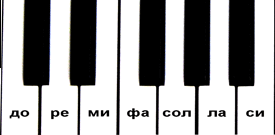 до ре ми фа сол ла си